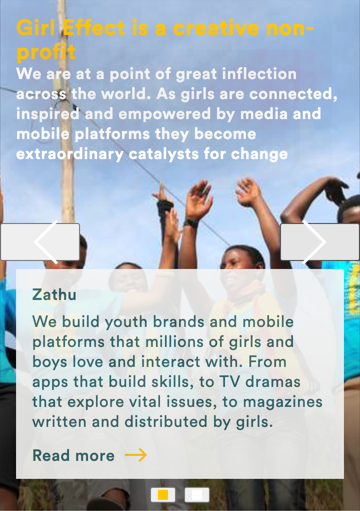 Girl Effect is a creative non-
profit
We are at a point of great inflection
across the world. As girls are connected,
inspired and empowered by media and
mobile platforms they become
extraordinary catalysts for change
Zathu
We build youth brands and mobile
platforms that millions of girls and
boys love and interact with. From
apps that build skills, to TV dramas
that explore vital issues, to magazines
written and distributed by girls.
Read more